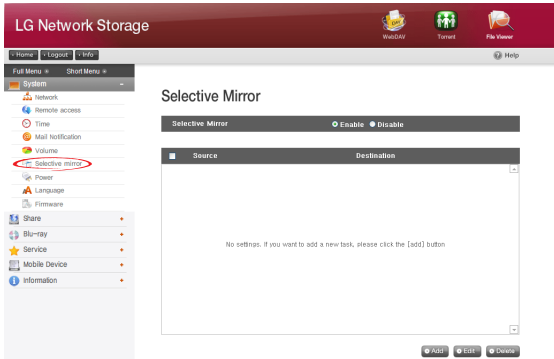 LG Network Storage
WebDAV
Torrent
File Viewer
Home
Logout
Info
Help
Full Menu
Short Menu
System
Network
Remote access
Time
Mail Notification
Volume
Selective mirror
Power
Language
Firmware
Share
Blu-ray
Service
Mobile Device
Information
Selective Mirror
Selective Mirror Enable Disable
Source Destination
No settings. If you want to add a new task, please click the [add] button
Add Edit Delete